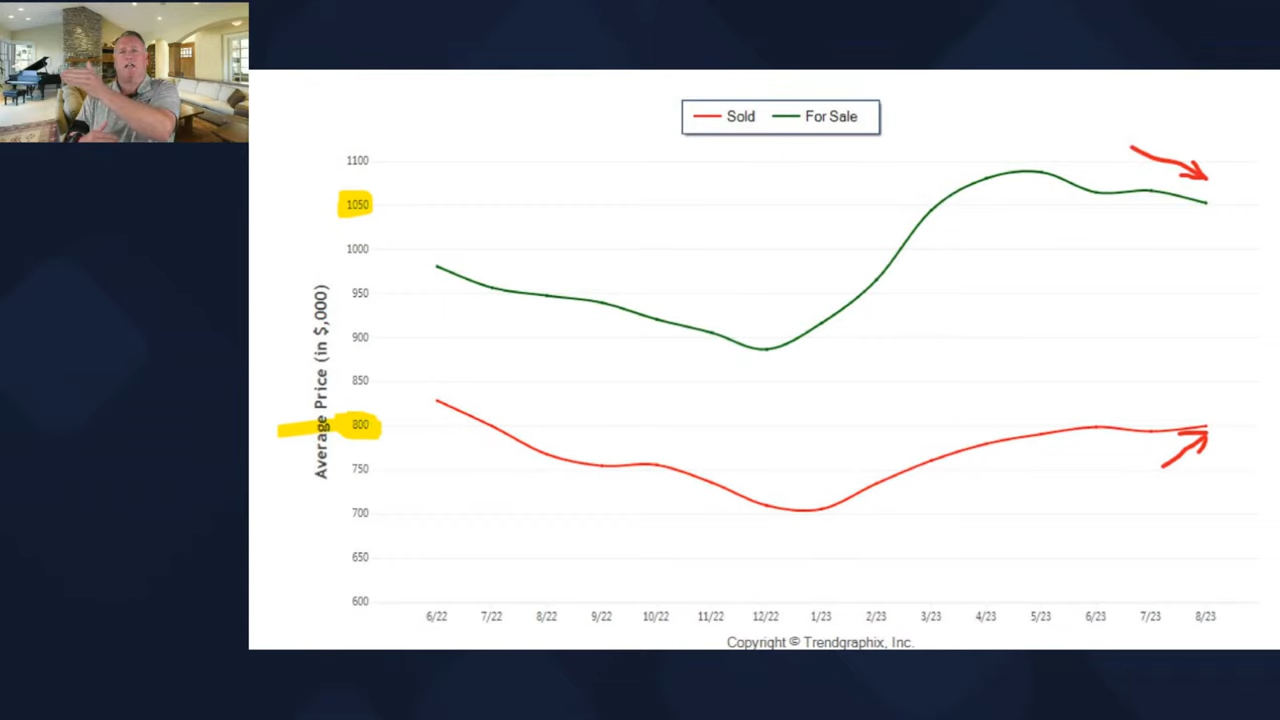 Sold For Sale
1100
1050
1000
950
900
850
800
750
700
650
600
Average Price (in $,000)
6/22 7/22 8/22 9/22 10/22 11/22 12/22 1/23 2/23 3/23 4/23 5/23 6/23 7/23 8/23
Copyright © Trendgraphix, Inc.